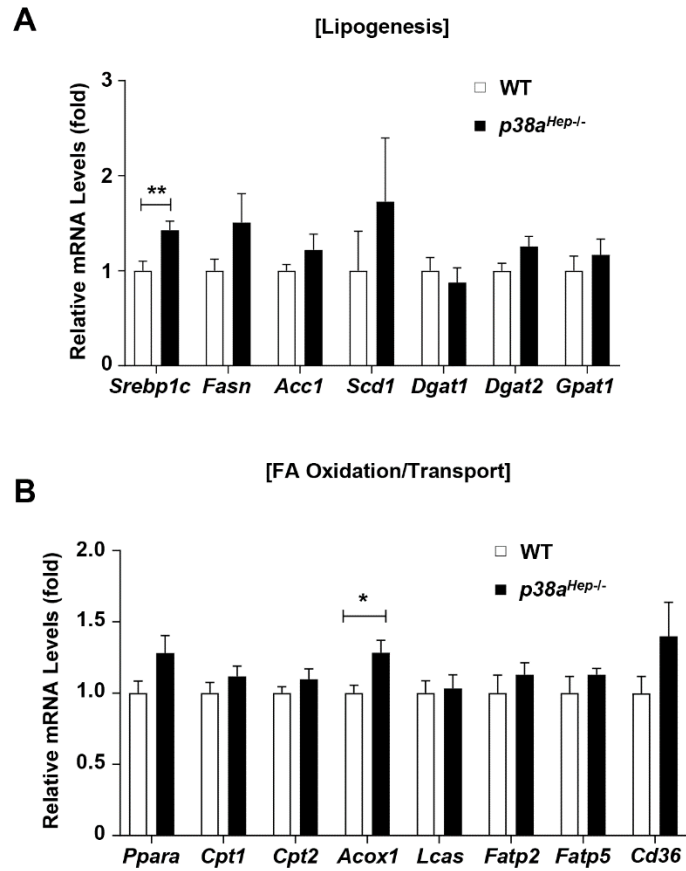 A
[Lipogenesis]
Relative mRNA Levels (fold)
3
2
1
0
WT
p38a^Hep-/-
**
Srebp1c Fasn Acc1 Scd1 Dgat1 Dgat2 Gpat1
B
[FA Oxidation/Transport]
Relative mRNA Levels (fold)
2.0
1.5
1.0
0.5
0
WT
p38a^Hep-/-
*
Ppara Cpt1 Cpt2 Acox1 Lcas Fatp2 Fatp5 Cd36